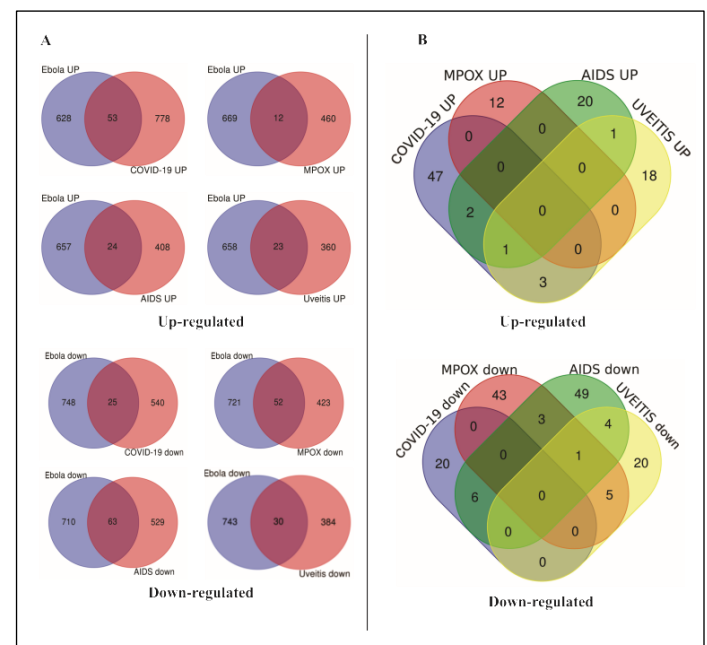 A
Ebola UP
628
53
778
COVID-19 UP
Ebola UP
669
12
460
MPOX UP
Ebola UP
657
24
408
AIDS UP
Ebola UP
658
23
360
Uveitis UP
Up-regulated
Ebola down
748
25
540
COVID-19 down
Ebola down
721
52
423
MPOX down
Ebola down
710
63
529
AIDS down
Ebola down
743
30
384
Uveitis down
Down-regulated
B
COVID-19 UP
MPOX UP
AIDS UP
UVEITIS UP
12
20
0
0
1
47
0
0
18
2
0
0
1
0
3
Up-regulated
COVID-19 down
MPOX down
AIDS down
UVEITIS down
43
49
0
3
4
20
0
1
20
6
0
5
0
0
0
Down-regulated